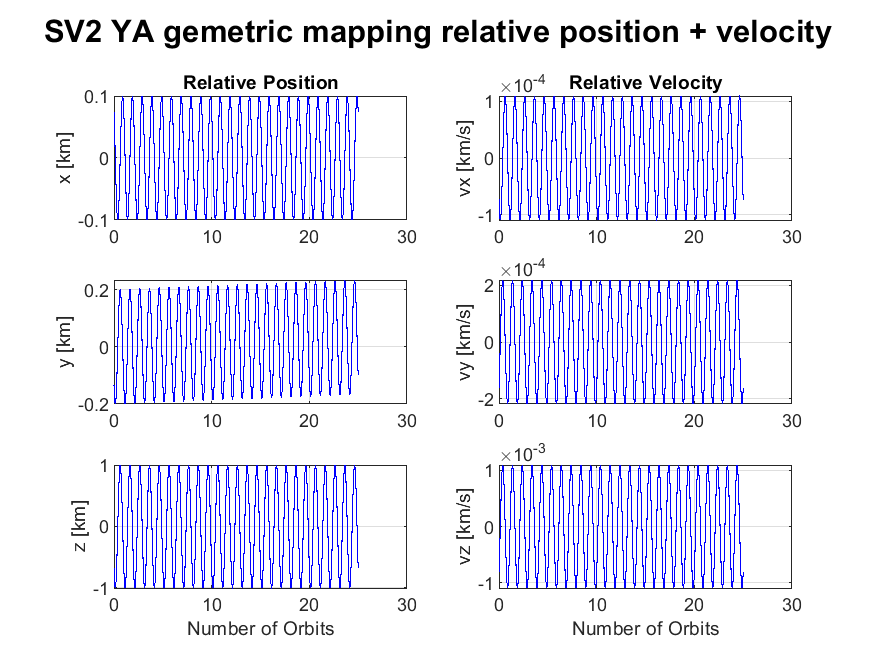 SV2 YA gemetric mapping relative position + velocity
Relative Position
0.1
0
-0.1
x [km]
0 10 20 30
Relative Velocity
×10-4
1
0
-1
vx [km/s]
0 10 20 30
0.2
0
-0.2
y [km]
0 10 20 30
×10-4
2
0
-2
vy [km/s]
0 10 20 30
1
0
-1
z [km]
0 10 20 30
Number of Orbits
×10-3
1
0
-1
vz [km/s]
0 10 20 30
Number of Orbits